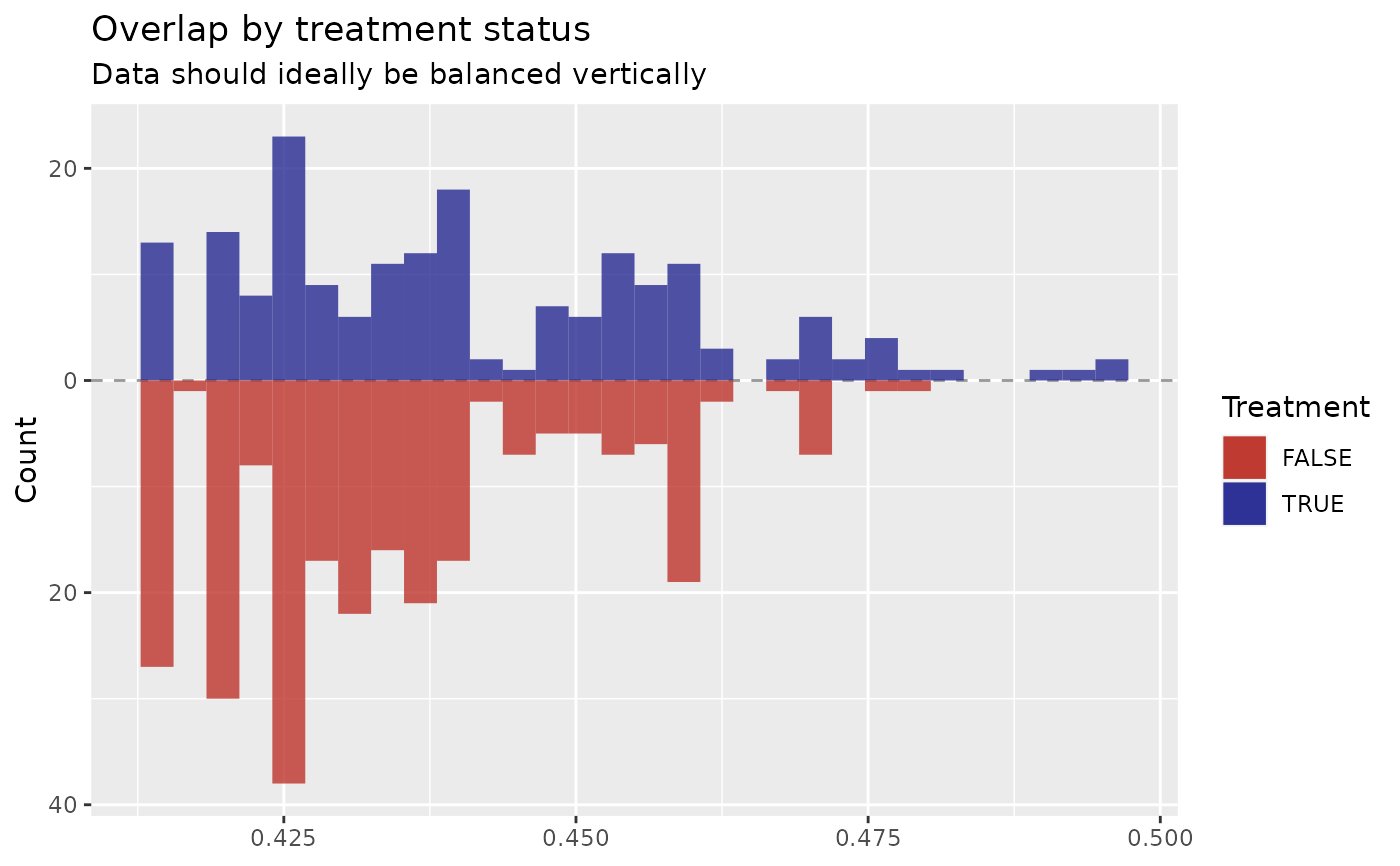 Overlap by treatment status
Data should ideally be balanced vertically
20
0
20
40
Count
0.425
0.450
0.475
0.500
Treatment
FALSE
TRUE